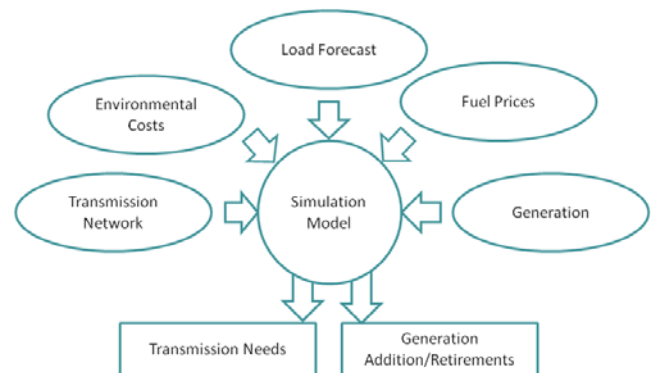 Load Forecast
Environmental
Costs
Fuel Prices
Transmission
Network
Simulation
Model
Generation
Transmission Needs
Generation
Addition/Retirements